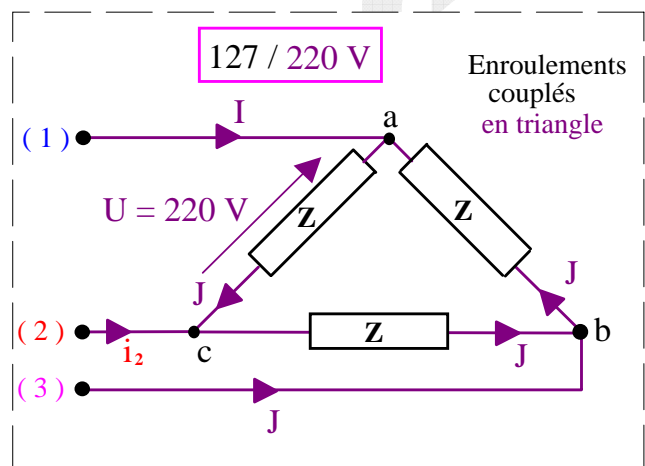 127 / 220 V
Enroulements
couplés
en triangle
I
a
( 1 )
U = 220 V
Z
Z
J
J
( 2 )
i₂
c
Z
J
b
( 3 )
J